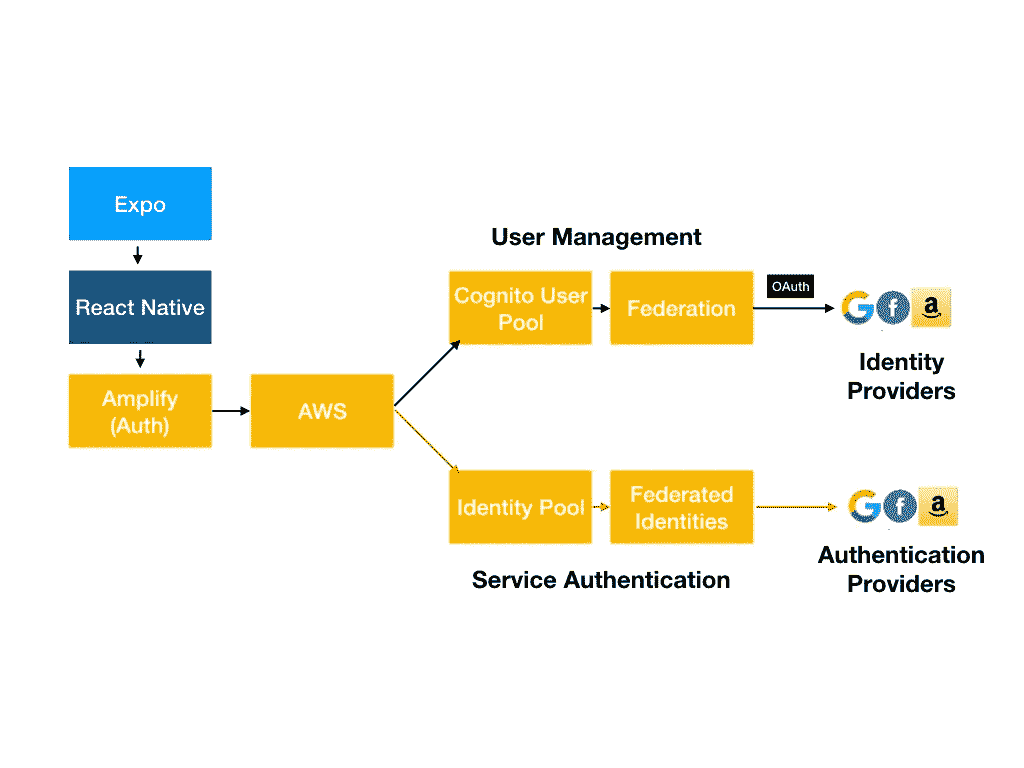 Expo
React Native
Amplify
(Auth)
AWS
User Management
Cognito User
Pool
Federation
OAuth
Identity
Providers
Identity Pool
Federated
Identities
Service Authentication
Authentication
Providers